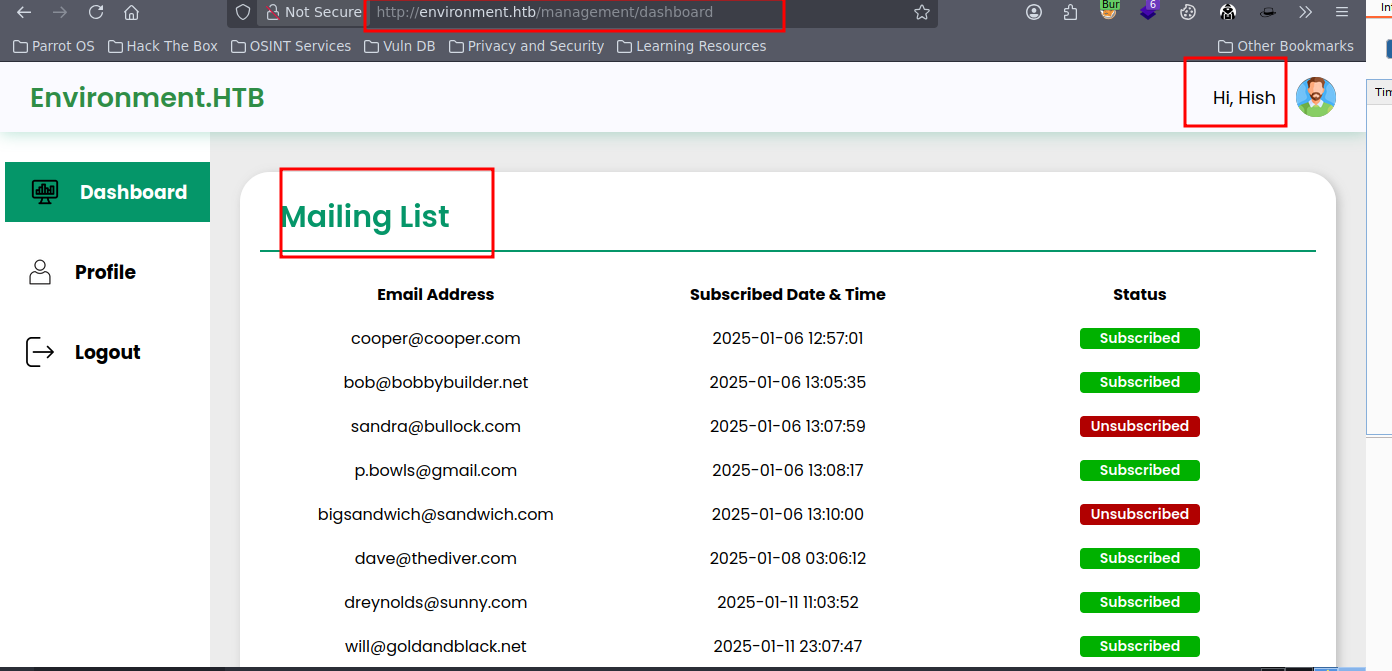 Bur 6 In
Not Secure http://environment.htb/management/dashboard
Parrot OS Hack The Box OSINT Services Vuln DB Privacy and Security Learning Resources Other Bookmarks
Tim
Environment.HTB Hi, Hish
Dashboard
Profile
Logout
Mailing List
Email Address Subscribed Date & Time Status
cooper@cooper.com 2025-01-06 12:57:01 Subscribed
bob@bobbybuilder.net 2025-01-06 13:05:35 Subscribed
sandra@bullock.com 2025-01-06 13:07:59 Unsubscribed
p.bowls@gmail.com 2025-01-06 13:08:17 Subscribed
bigsandwich@sandwich.com 2025-01-06 13:10:00 Unsubscribed
dave@thediver.com 2025-01-08 03:06:12 Subscribed
dreynolds@sunny.com 2025-01-11 11:03:52 Subscribed
will@goldandblack.net 2025-01-11 23:07:47 Subscribed